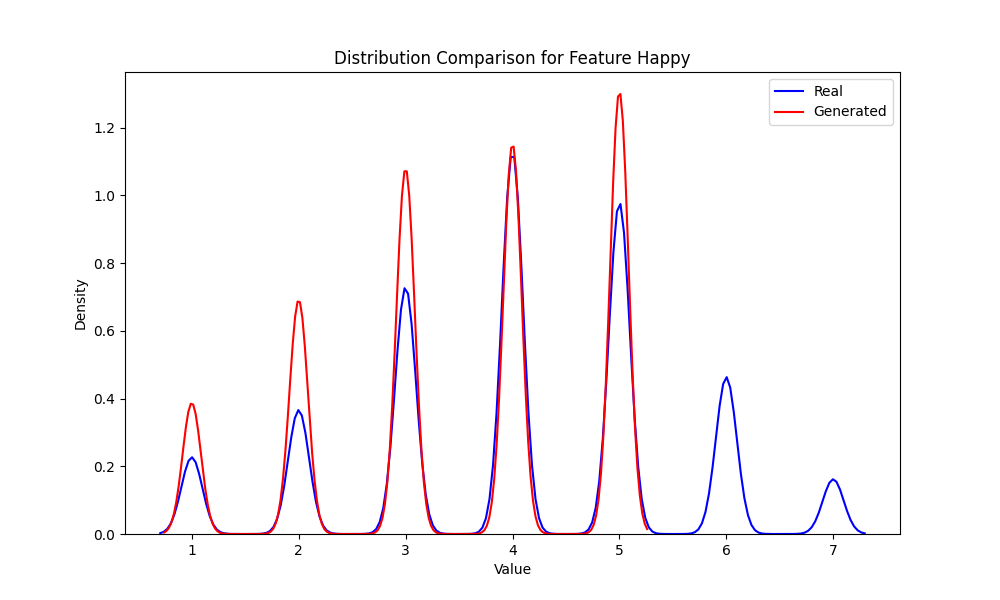 Distribution Comparison for Feature Happy
Real
Generated
1.2
1.0
0.8
0.6
0.4
0.2
0.0
Density
1 2 3 4 5 6 7
Value